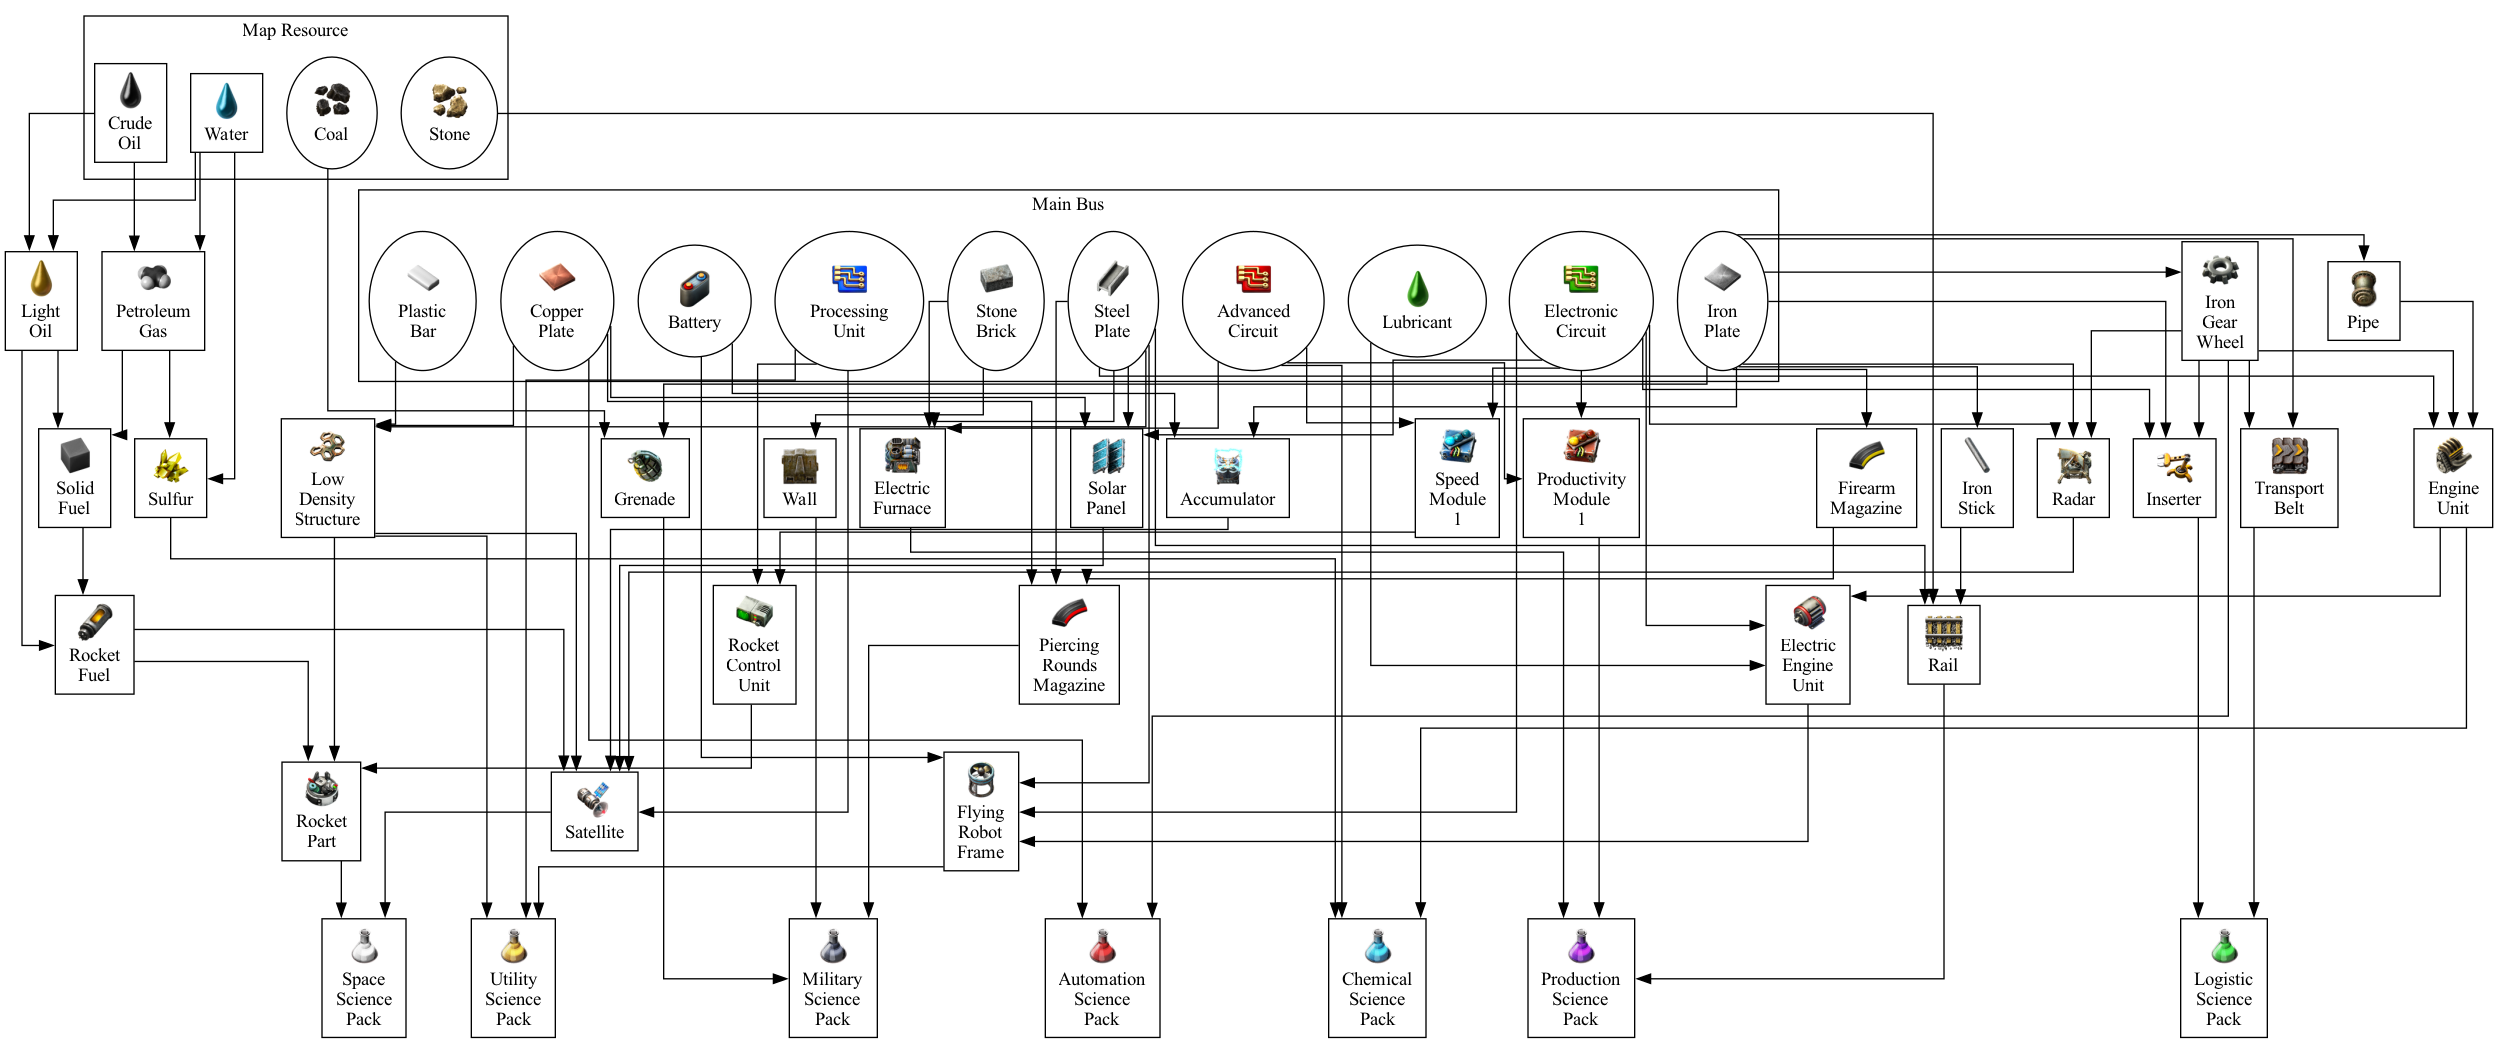 Map Resource
Crude
Oil
Water
Coal
Stone
Main Bus
Light
Oil
Petroleum
Gas
Plastic
Bar
Copper
Plate
Battery
Processing
Unit
Stone
Brick
Steel
Plate
Advanced
Circuit
Lubricant
Electronic
Circuit
Iron
Plate
Iron
Gear
Wheel
Pipe
Solid
Fuel
Sulfur
Low
Density
Structure
Grenade
Wall
Electric
Furnace
Solar
Panel
Accumulator
Speed
Module
1
Productivity
Module
1
Firearm
Magazine
Iron
Stick
Radar
Inserter
Transport
Belt
Engine
Unit
Rocket
Fuel
Rocket
Control
Unit
Piercing
Rounds
Magazine
Electric
Engine
Unit
Rail
Rocket
Part
Satellite
Flying
Robot
Frame
Space
Science
Pack
Utility
Science
Pack
Military
Science
Pack
Automation
Science
Pack
Chemical
Science
Pack
Production
Science
Pack
Logistic
Science
Pack